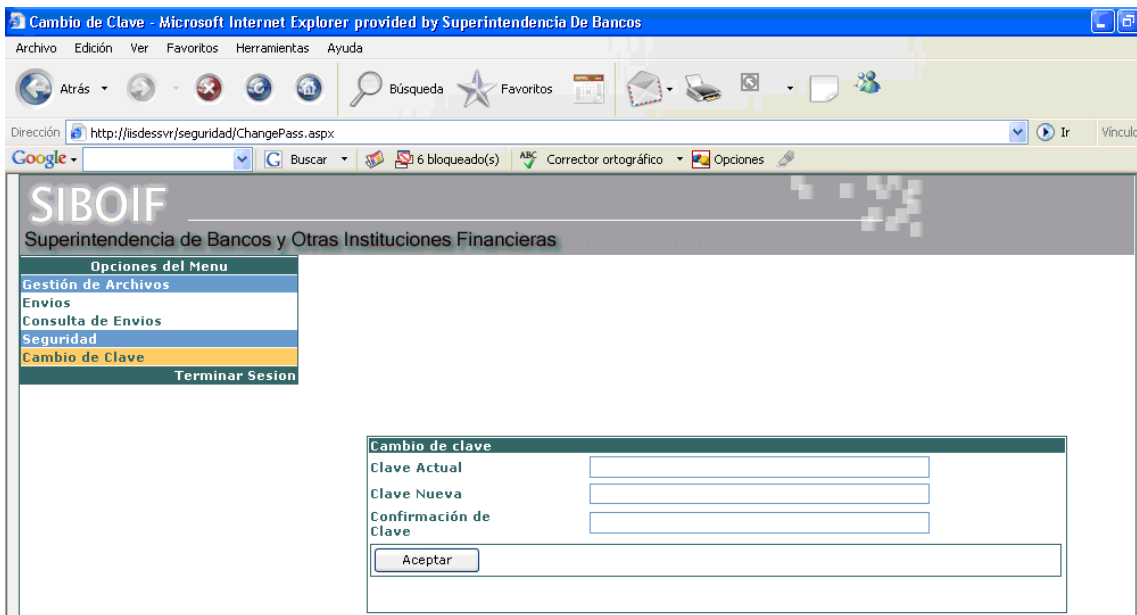 Cambio de Clave - Microsoft Internet Explorer provided by Superintendencia De Bancos
Archivo Edición Ver Favoritos Herramientas Ayuda
Atrás Búsqueda Favoritos
Dirección http://iisdessvr/seguridad/ChangePass.aspx Ir Vínculo
Google Buscar 6 bloqueado(s) ABC Corrector ortográfico Opciones
SIBOIF
Superintendencia de Bancos y Otras Instituciones Financieras
Opciones del Menu
Gestión de Archivos
Envios
Consulta de Envios
Seguridad
Cambio de Clave
Terminar Sesion
Cambio de clave
Clave Actual
Clave Nueva
Confirmación de
Clave
Aceptar